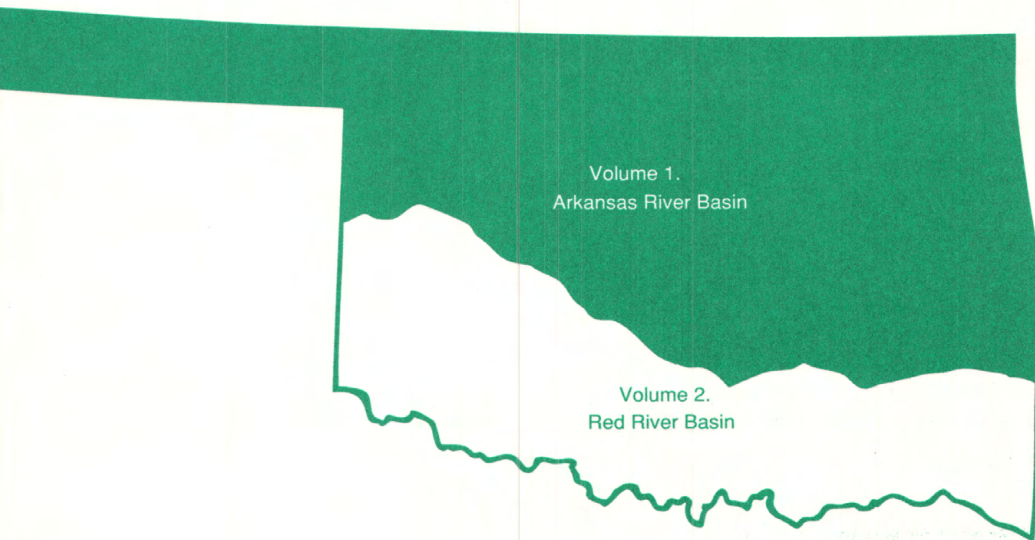 Volume 1.
Arkansas River Basin
Volume 2.
Red River Basin